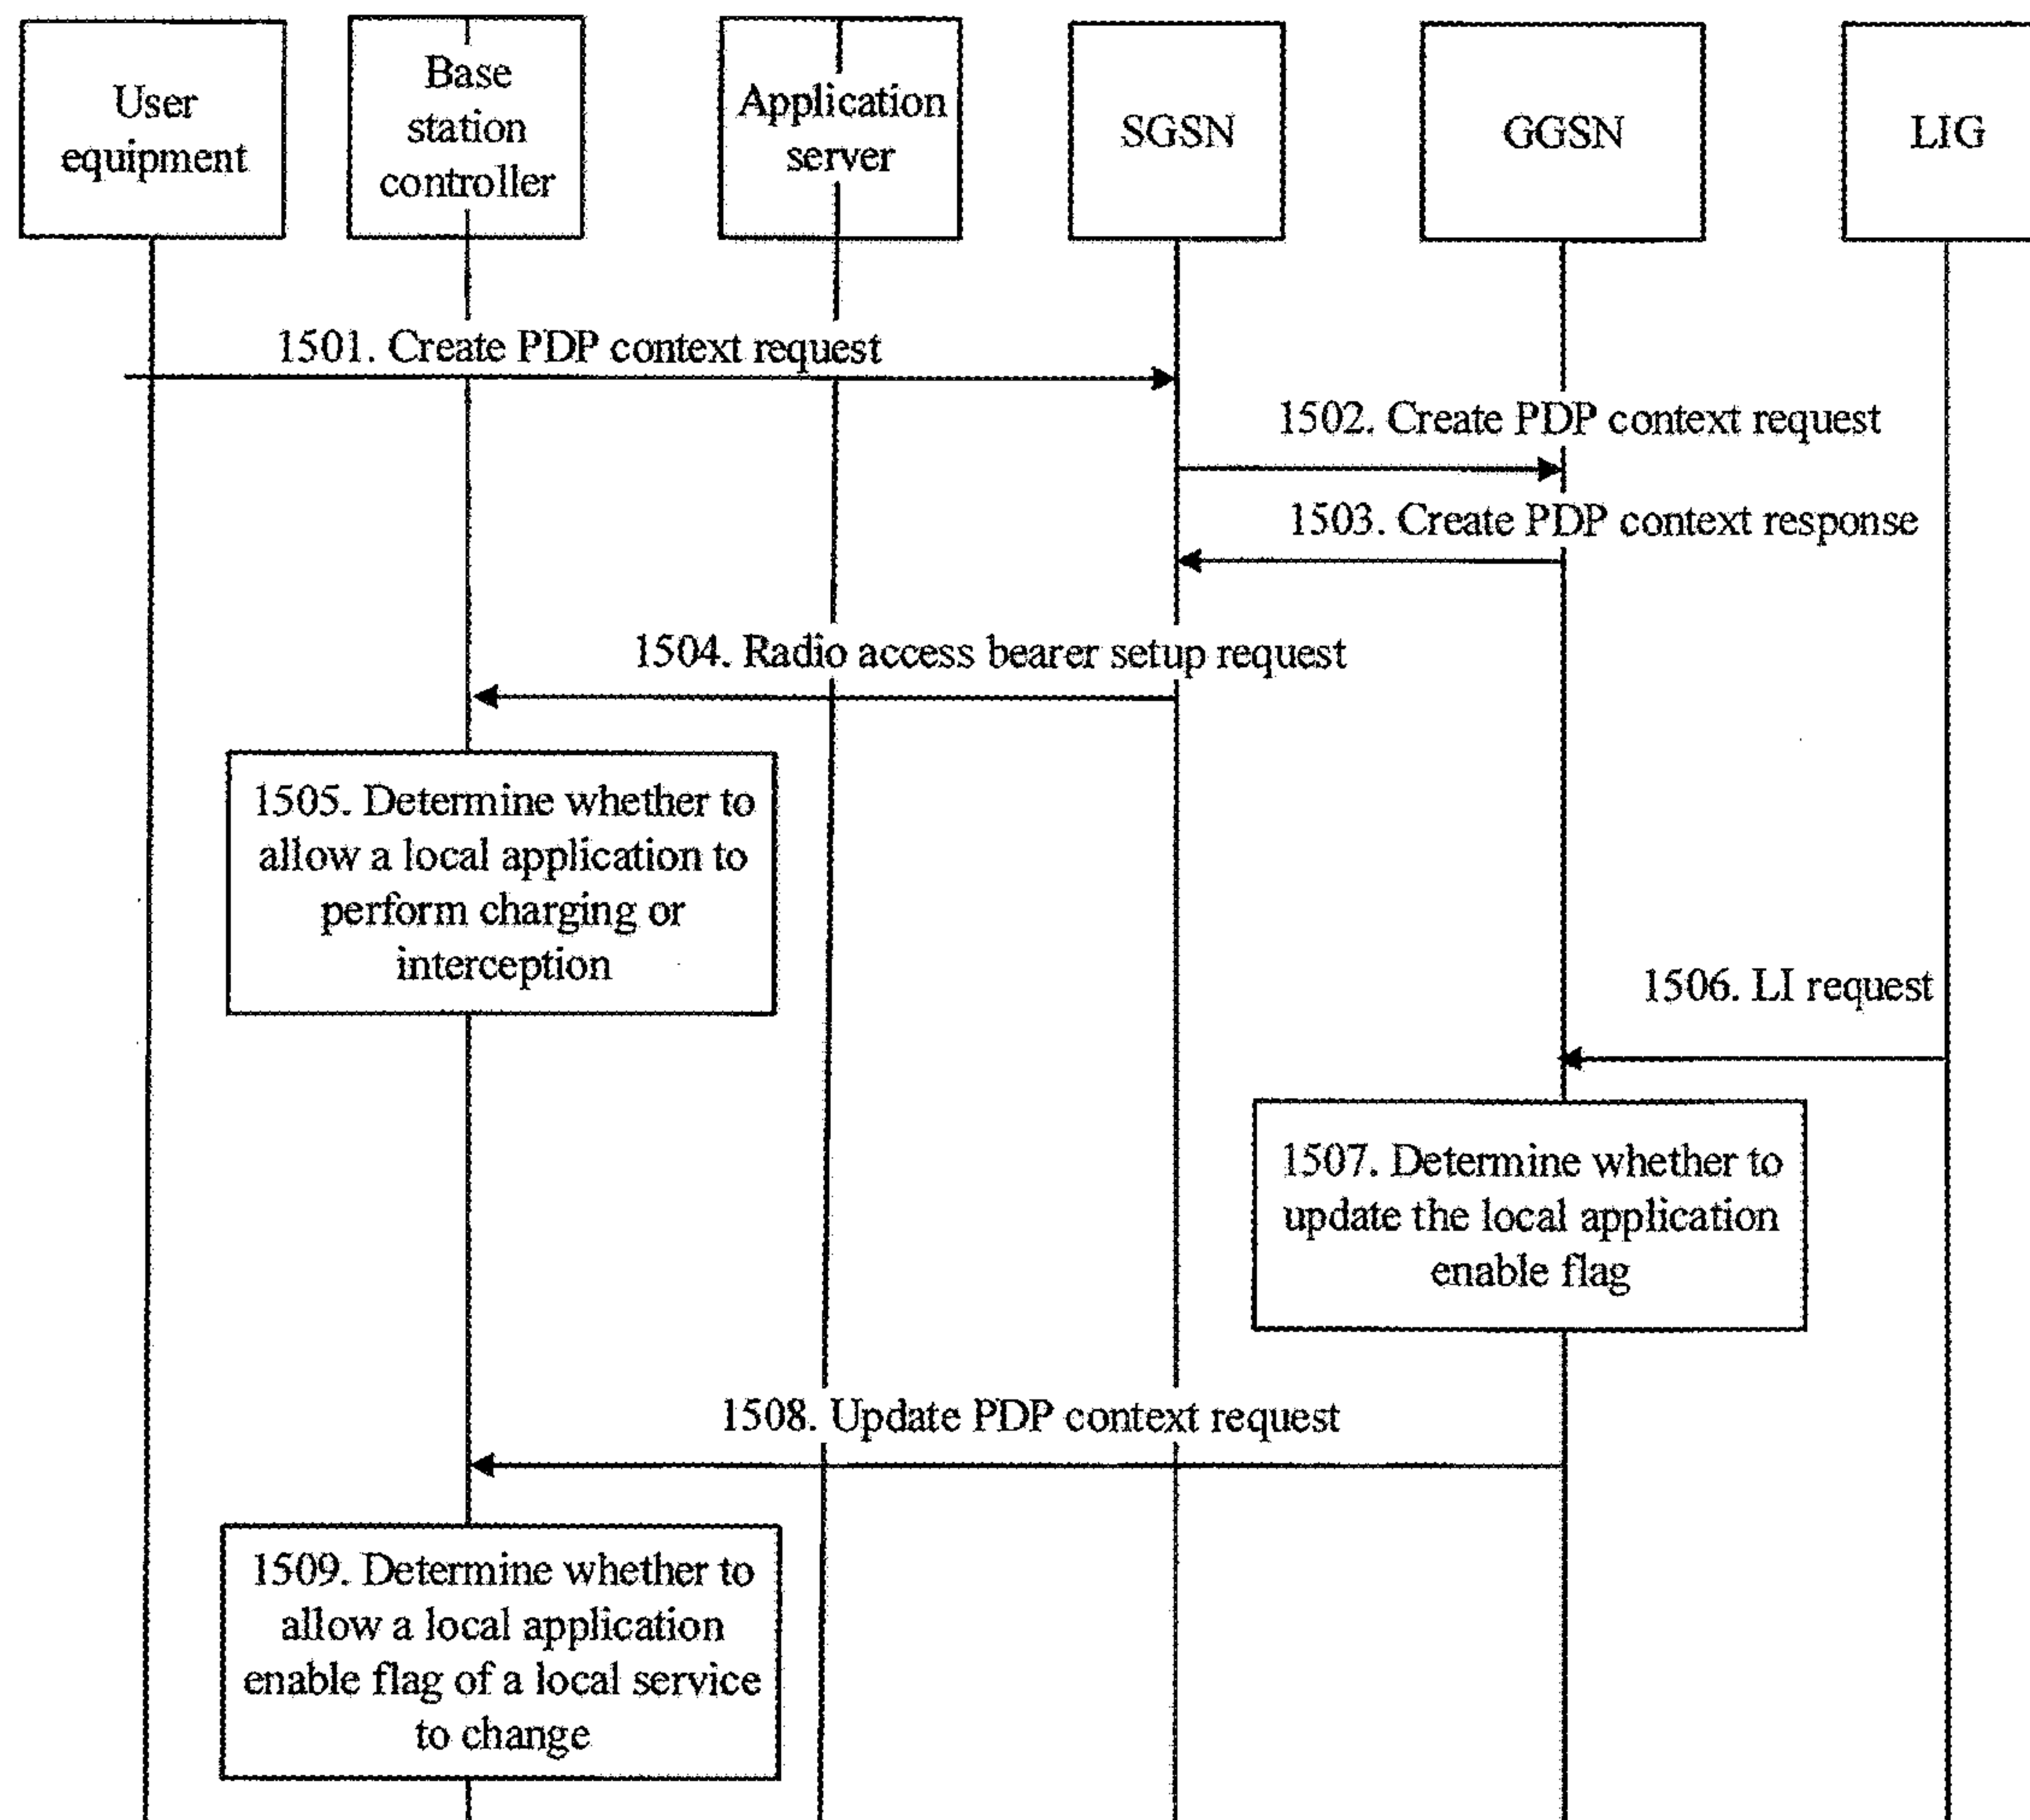 User
equipment
Base
station
controller
Application
server
SGSN
GGSN
LIG
1501. Create PDP context request
1502. Create PDP context request
1503. Create PDP context response
1504. Radio access bearer setup request
1505. Determine whether to
allow a local application to
perform charging or
interception
1506. LI request
1507. Determine whether to
update the local application
enable flag
1508. Update PDP context request
1509. Determine whether to
allow a local application
enable flag of a local service
to change